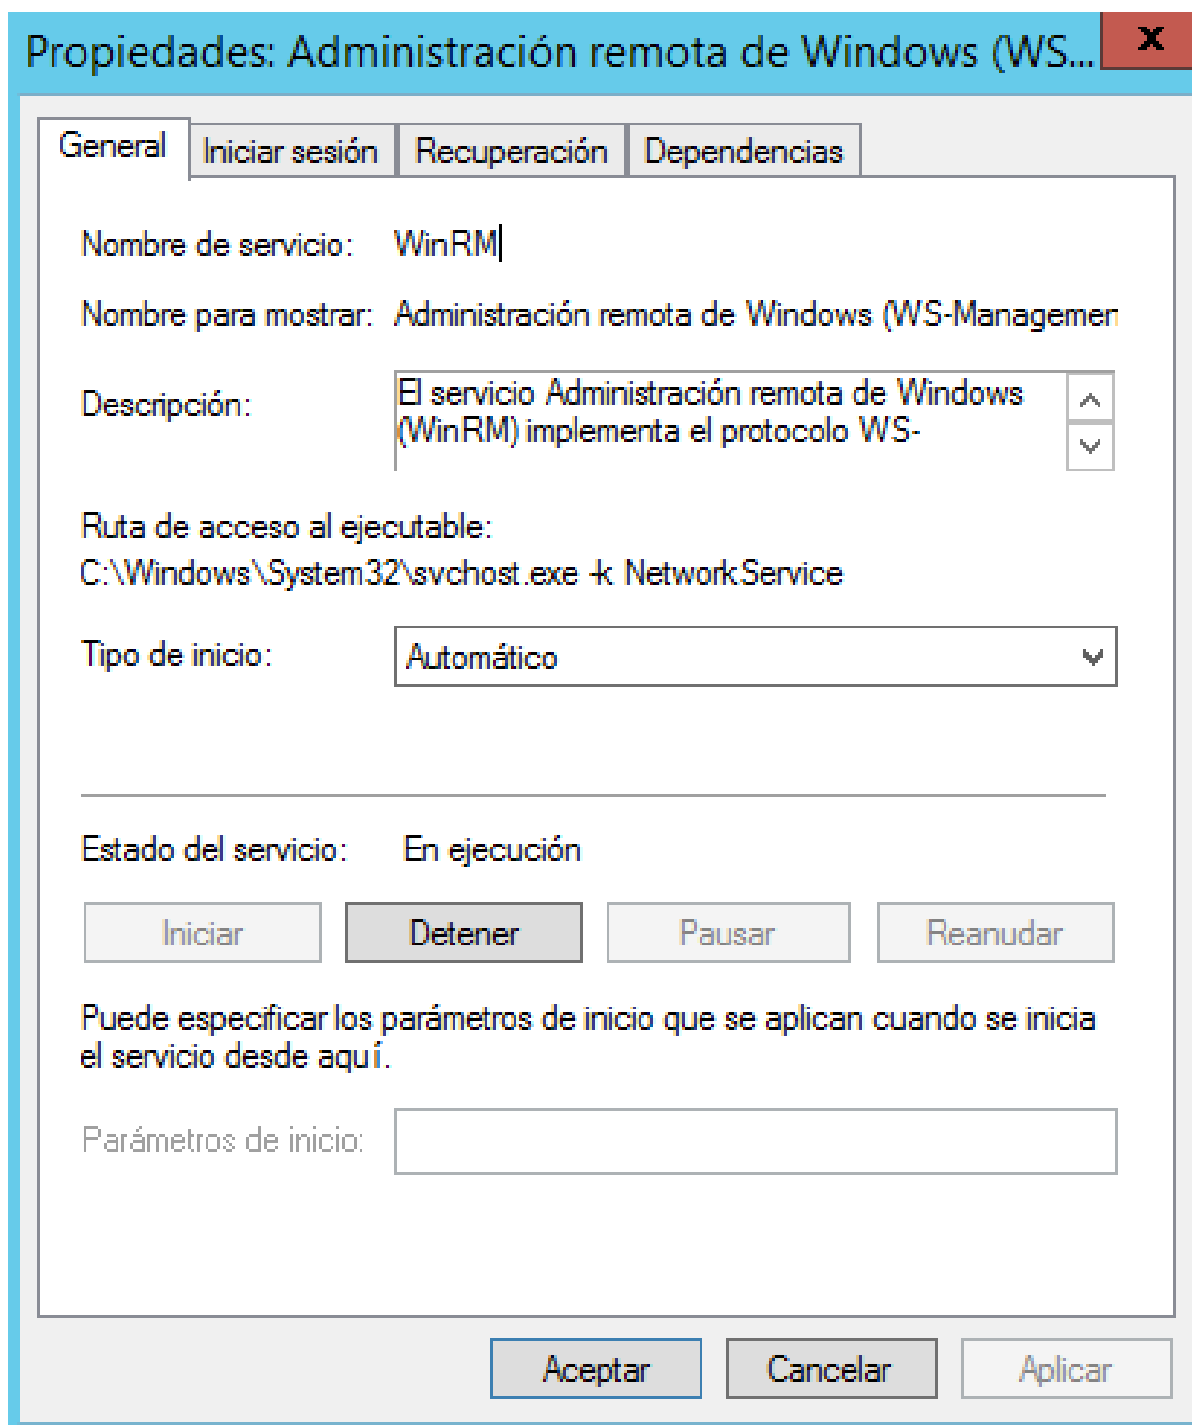 Propiedades: Administración remota de Windows (WS...
General
Iniciar sesión
Recuperación
Dependencias
Nombre de servicio: WinRM
Nombre para mostrar: Administración remota de Windows (WS-Managemen
Descripción:
El servicio Administración remota de Windows
(WinRM) implementa el protocolo WS-
Ruta de acceso al ejecutable:
C:\Windows\System32\svchost.exe -k NetworkService
Tipo de inicio: Automático
Estado del servicio: En ejecución
Iniciar
Detener
Pausar
Reanudar
Puede especificar los parámetros de inicio que se aplican cuando se inicia
el servicio desde aquí.
Parámetros de inicio:
Aceptar
Cancelar
Aplicar